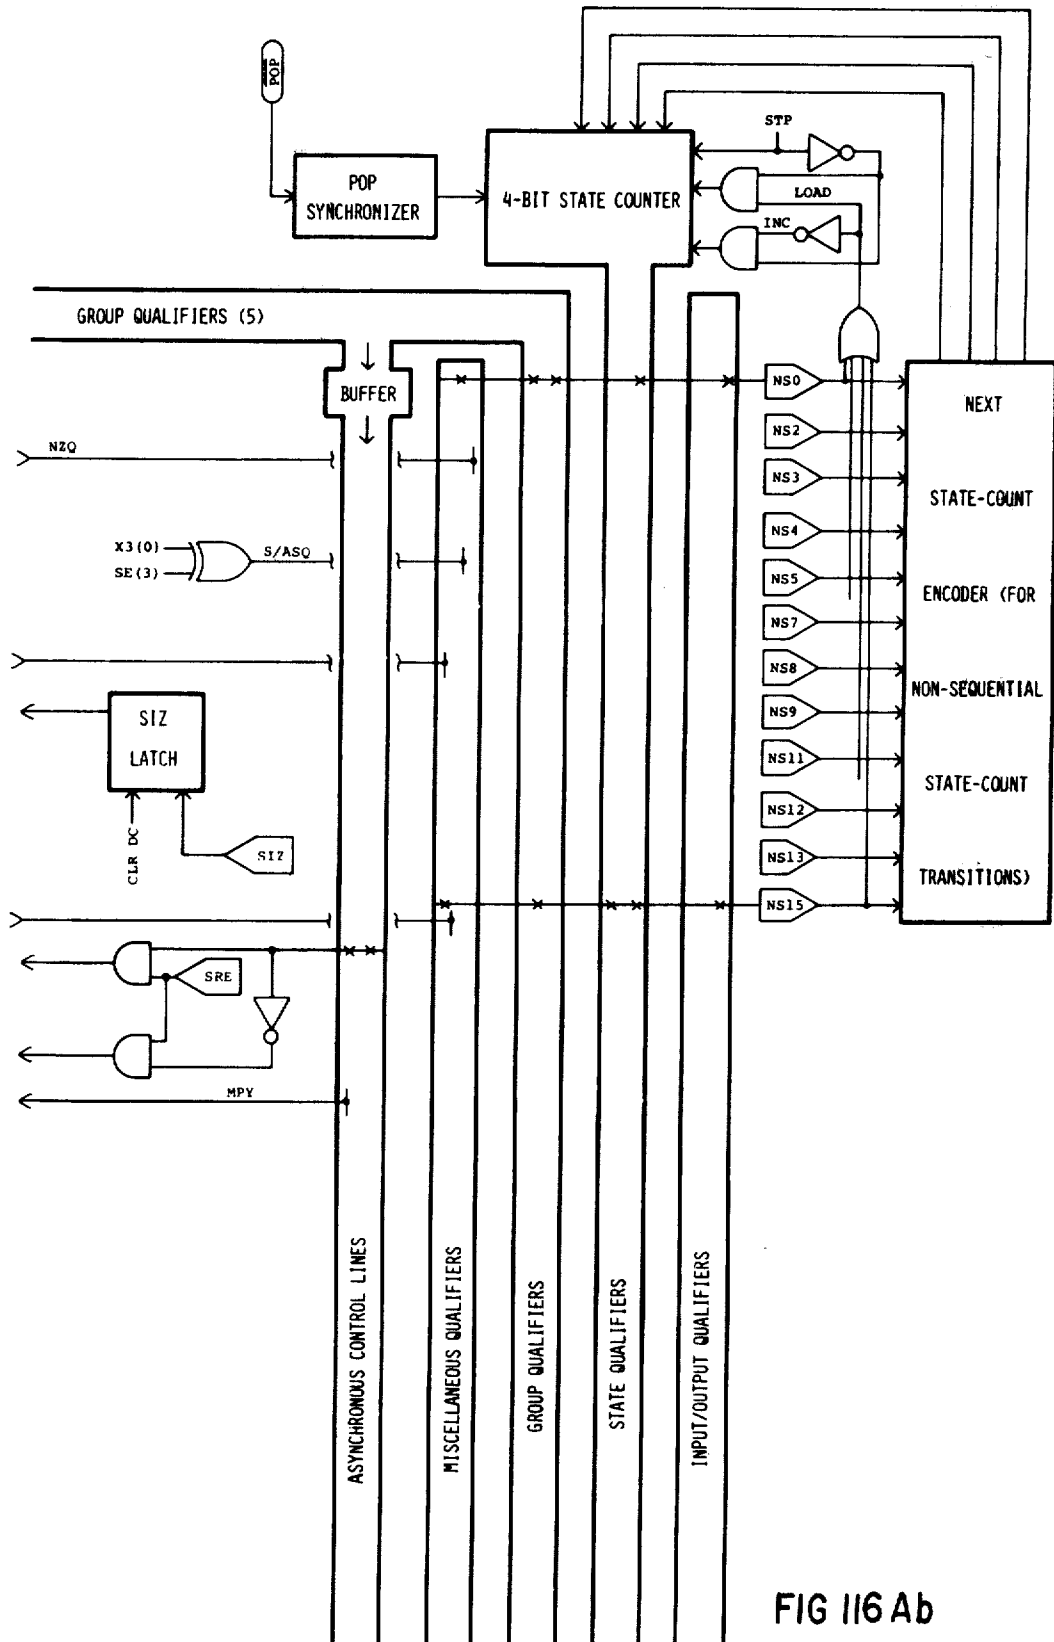 POP
STP
POP
SYNCHRONIZER
4-BIT STATE COUNTER
LOAD
INC
GROUP QUALIFIERS (5)
BUFFER
NZQ
X3(0)
SE(3)
S/ASQ
SIZ
LATCH
CLR DC
SIZ
SRE
MPY
NS0
NS2
NS3
NS4
NS5
NS7
NS8
NS9
NS11
NS12
NS13
NS15
NEXT
STATE-COUNT
ENCODER (FOR
NON-SEQUENTIAL
STATE-COUNT
TRANSITIONS)
ASYNCHRONOUS CONTROL LINES
MISCELLANEOUS QUALIFIERS
GROUP QUALIFIERS
STATE QUALIFIERS
INPUT/OUTPUT QUALIFIERS
FIG 116Ab